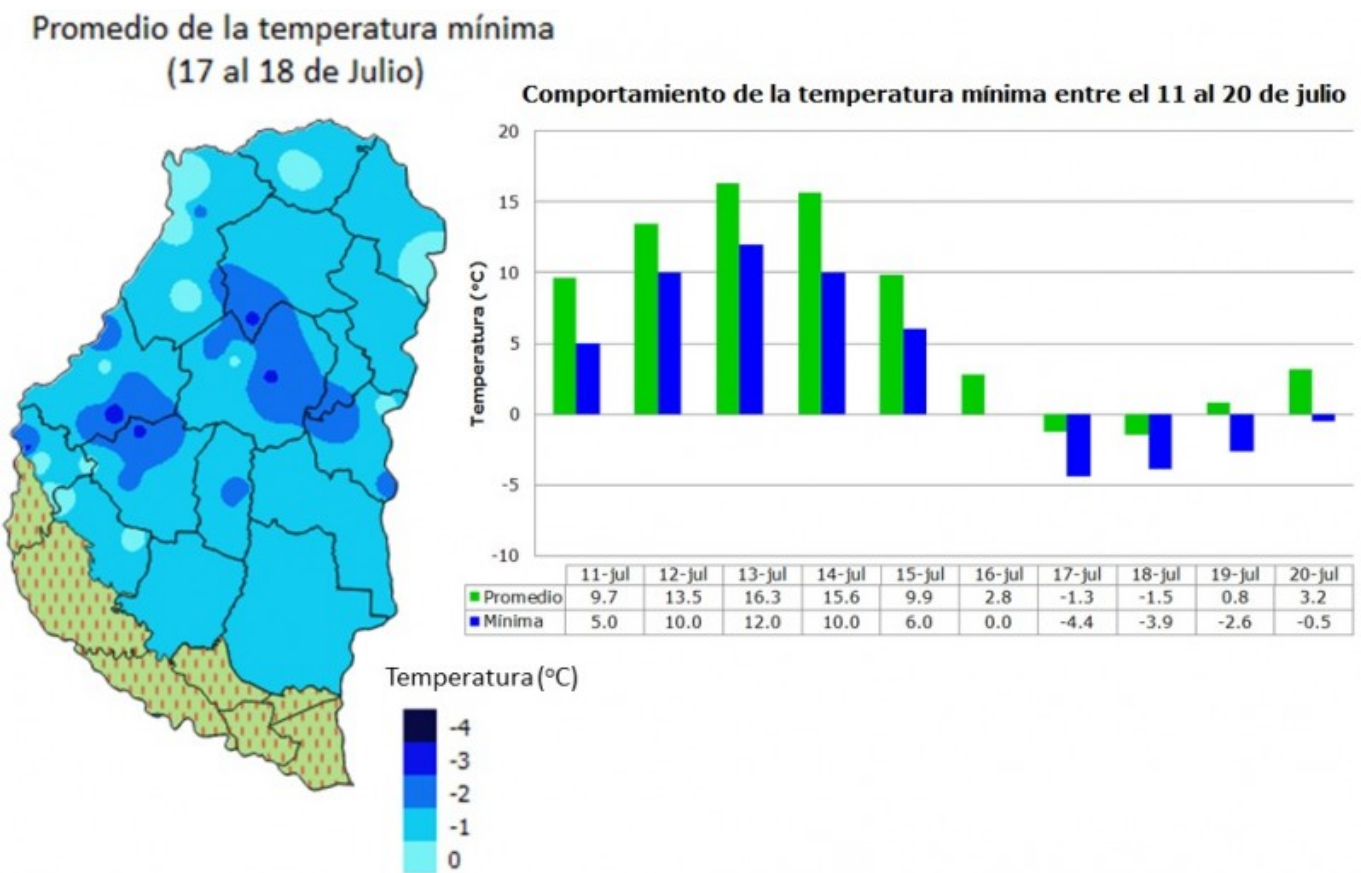 Promedio de la temperatura mínima
(17 al 18 de Julio)
Comportamiento de la temperatura mínima entre el 11 al 20 de julio
Temperatura (°C)
20
15
10
5
0
-5
-10
11-jul 12-jul 13-jul 14-jul 15-jul 16-jul 17-jul 18-jul 19-jul 20-jul
Promedio 9.7 13.5 16.3 15.6 9.9 2.8 -1.3 -1.5 0.8 3.2
Mínima 5.0 10.0 12.0 10.0 6.0 0.0 -4.4 -3.9 -2.6 -0.5
Temperatura (°C)
-4
-3
-2
-1
0